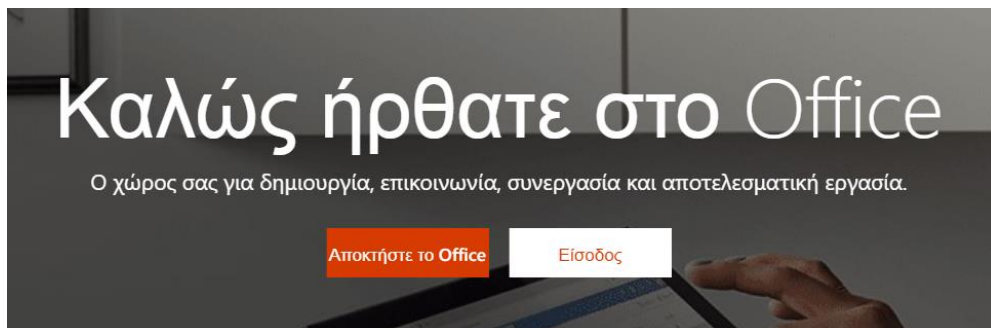 Καλώς ήρθατε στο Office
Ο χώρος σας για δημιουργία, επικοινωνία, συνεργασία και αποτελεσματική εργασία.
Αποκτήστε το Office
Είσοδος